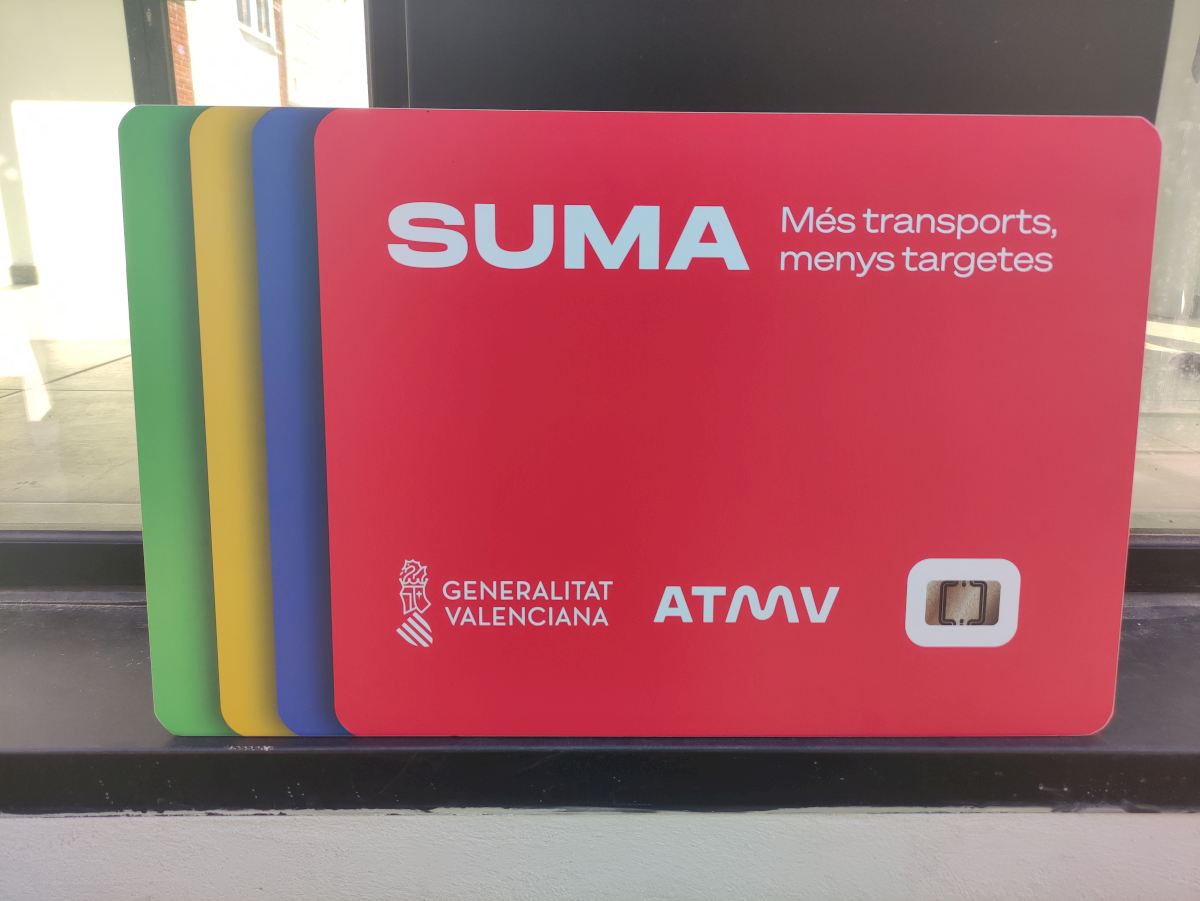 SUMA
Més transports,
menys targetes
GENERALITAT
VALENCIANA
ATMV